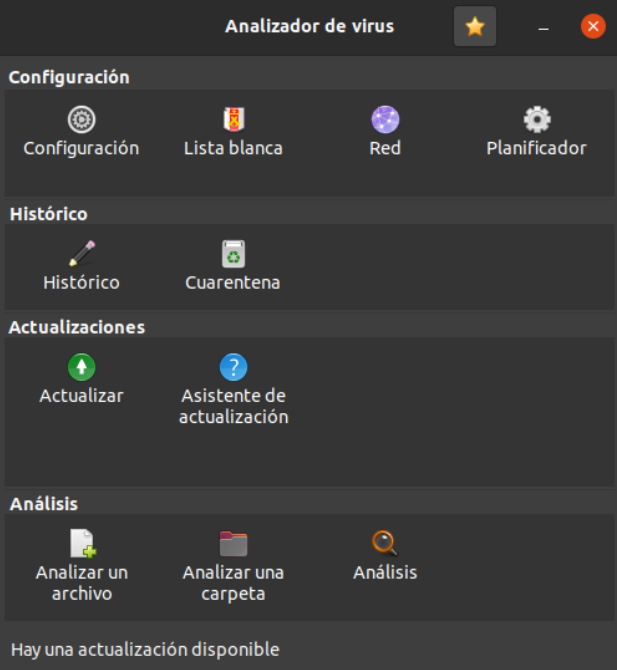 Analizador de virus
Configuración
Configuración
Lista blanca
Red
Planificador
Histórico
Histórico
Cuarentena
Actualizaciones
Actualizar
Asistente de
actualización
Análisis
Analizar un
archivo
Analizar una
carpeta
Análisis
Hay una actualización disponible